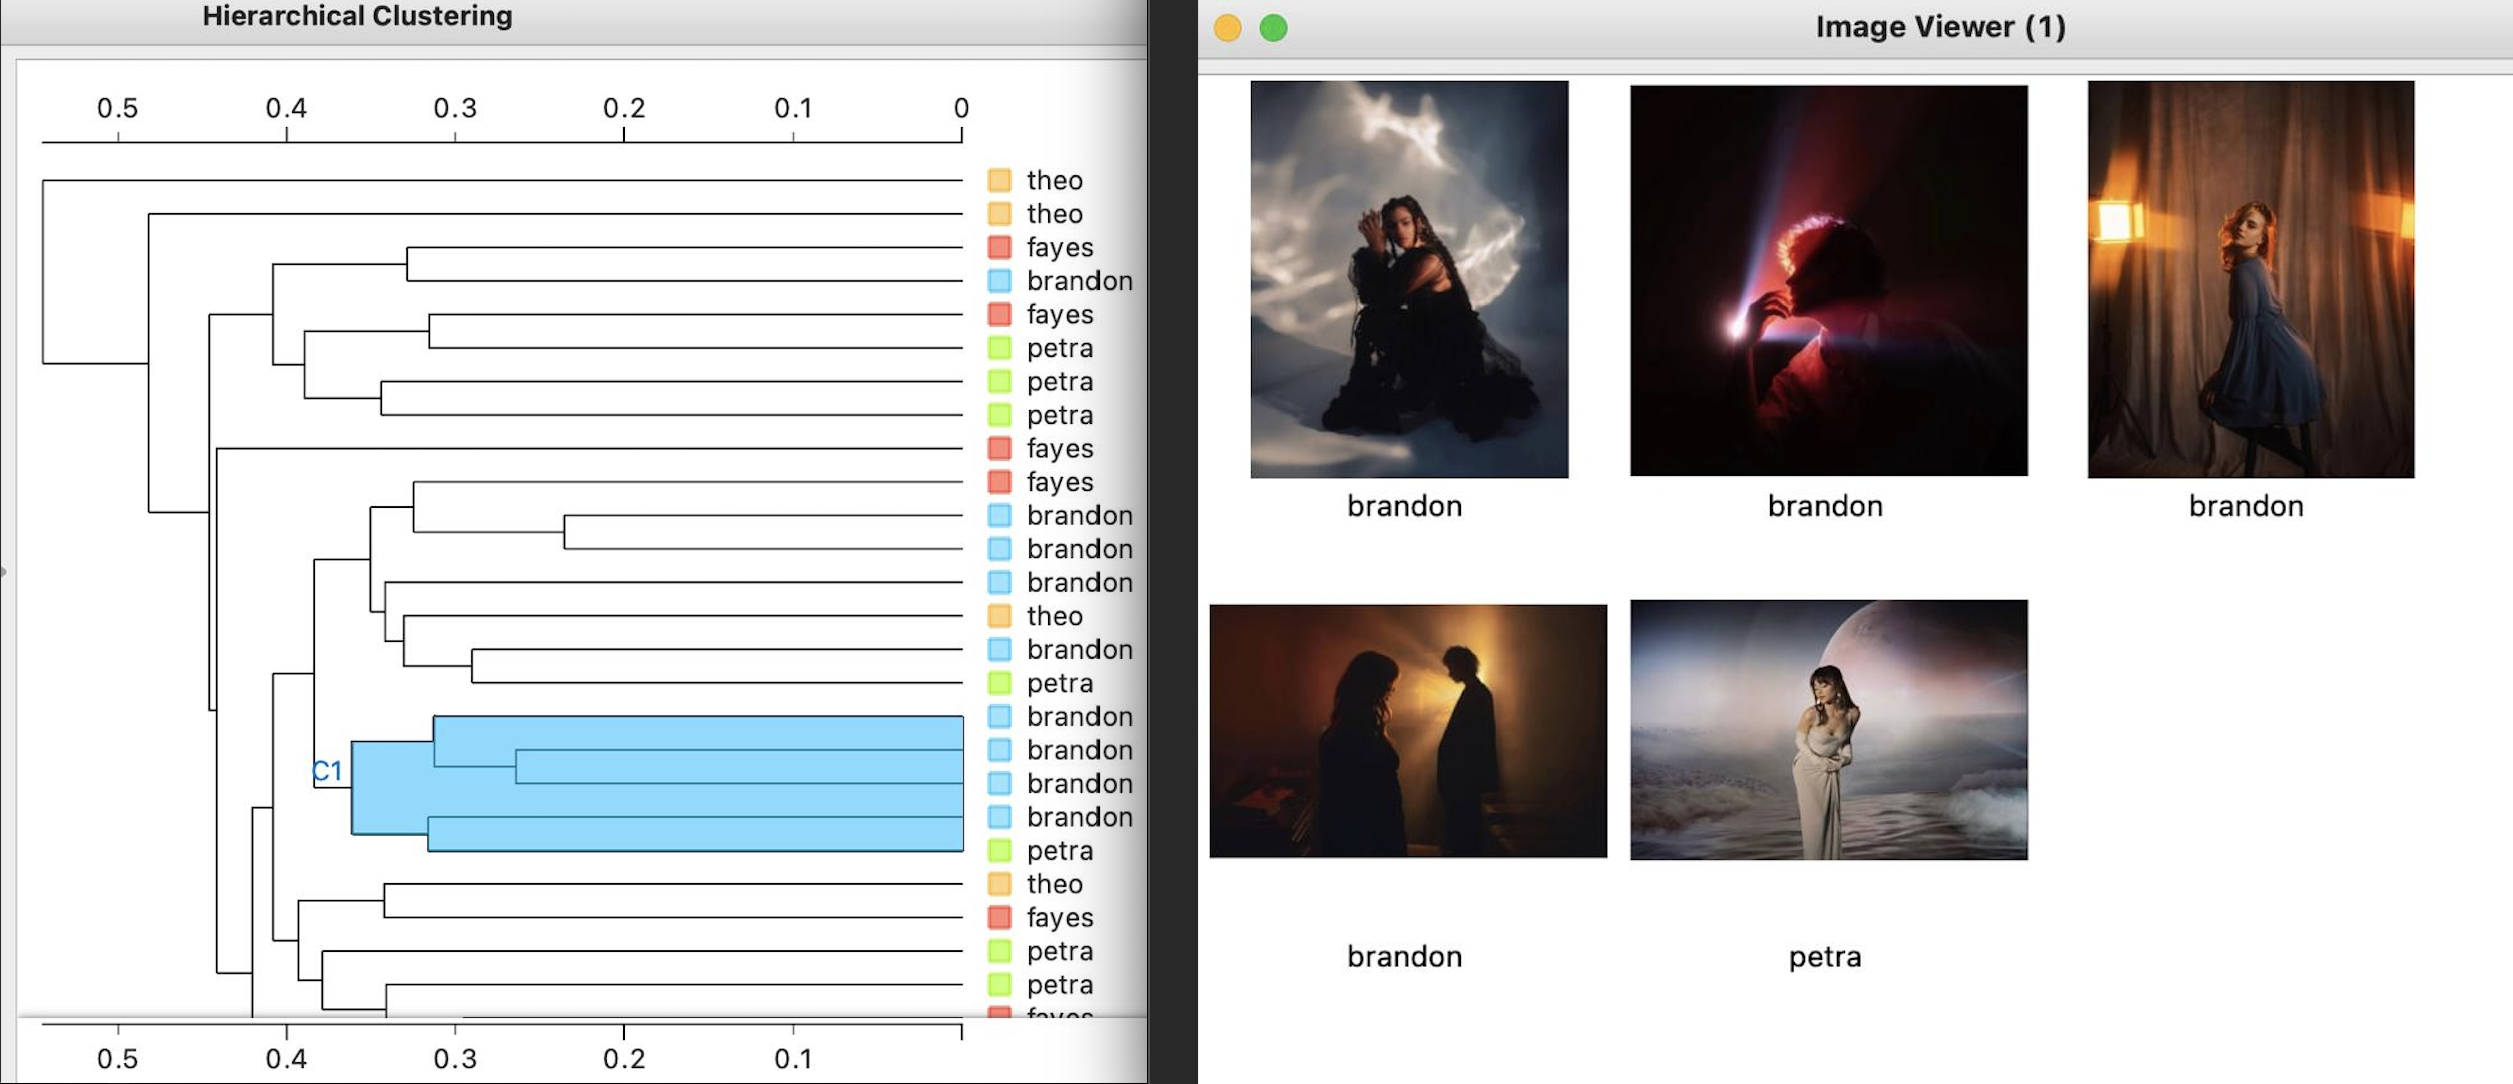 Hierarchical Clustering
0.5 0.4 0.3 0.2 0.1 0
theo
theo
fayes
brandon
fayes
petra
petra
petra
fayes
fayes
brandon
brandon
brandon
theo
brandon
petra
brandon
brandon
C1
brandon
brandon
petra
theo
fayes
petra
petra
fayes
0.5 0.4 0.3 0.2 0.1
Image Viewer (1)
brandon brandon brandon
brandon petra